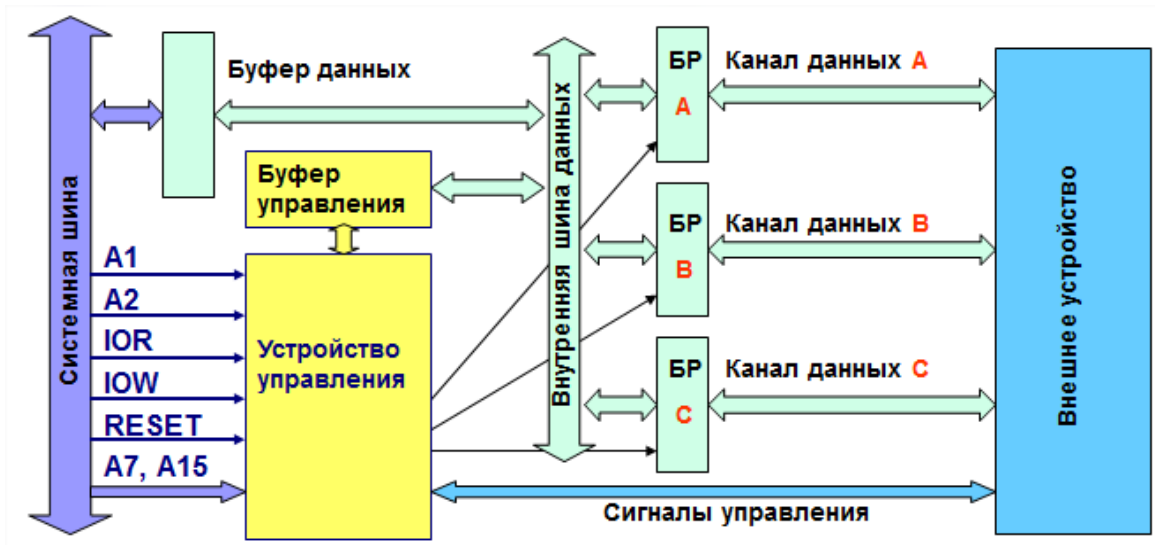 Системная шина
Буфер данных
Буфер
управления
A1
A2
IOR
IOW
RESET
A7, A15
Устройство
управления
Внутренняя шина данных
БР
A
Канал данных A
БР
B
Канал данных B
БР
C
Канал данных C
Сигналы управления
Внешнее устройство